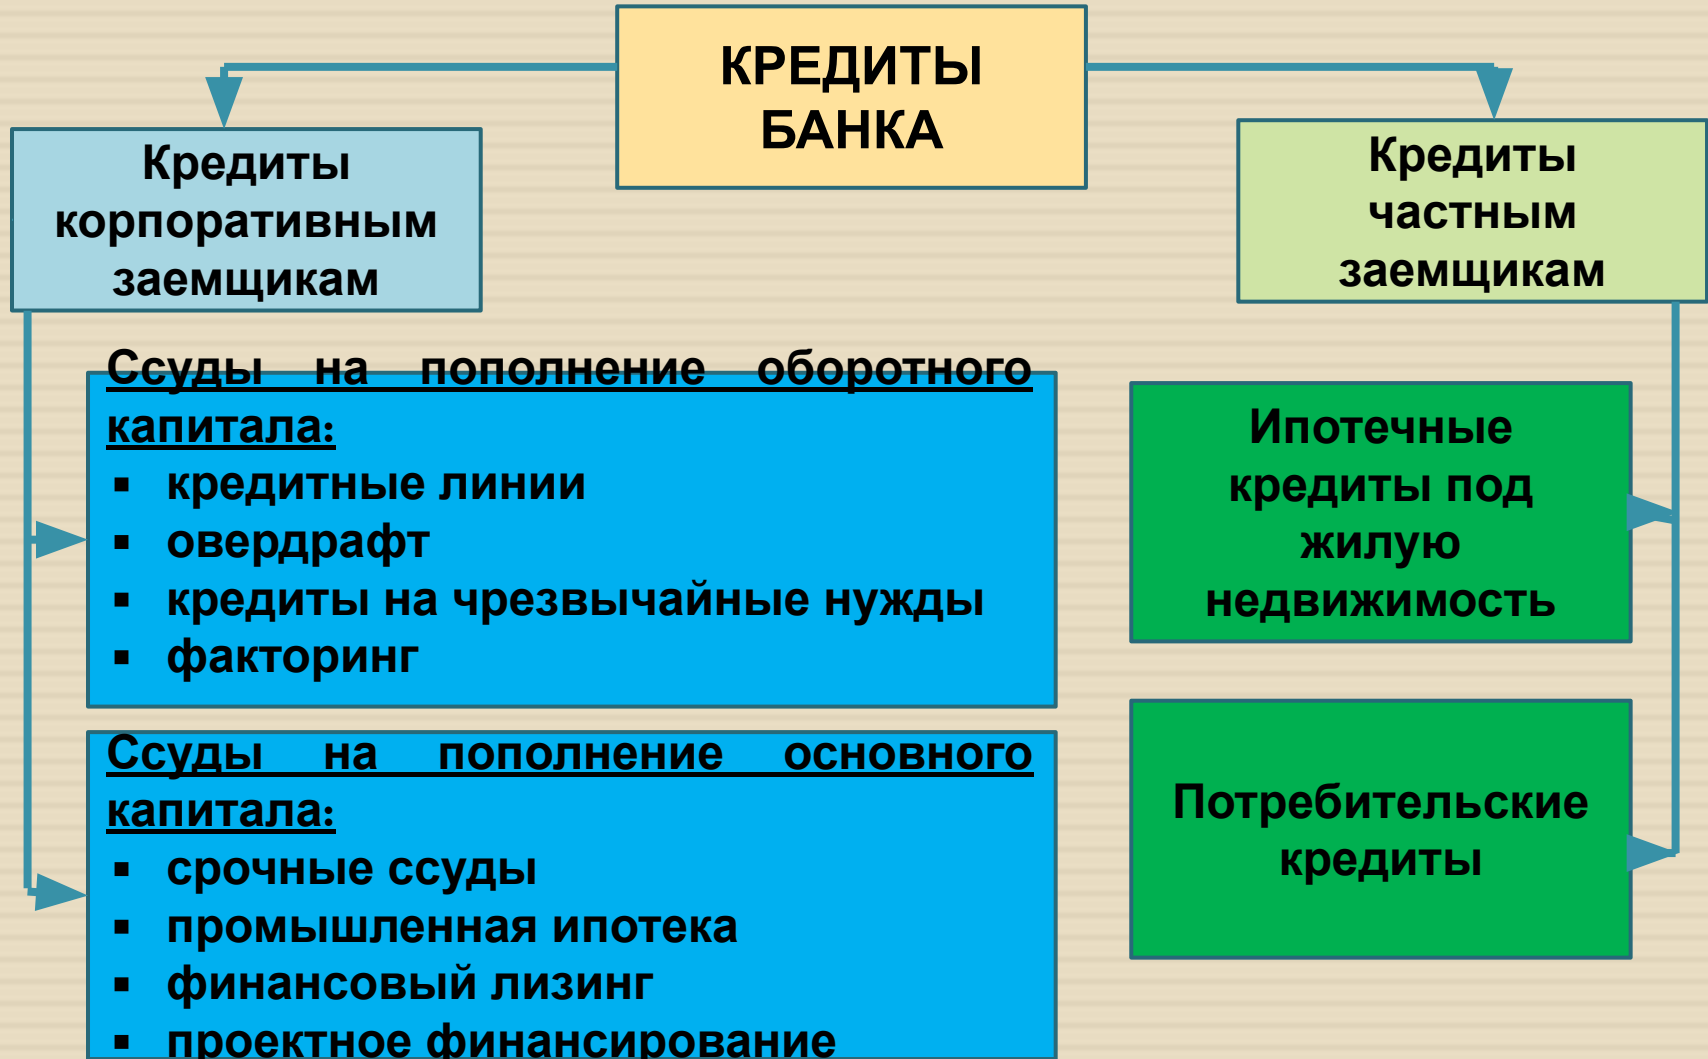 КРЕДИТЫ
БАНКА
Кредиты
корпоративным
заемщикам
Кредиты
частным
заемщикам
Ссуды на пополнение оборотного
капитала:
▪ кредитные линии
▪ овердрафт
▪ кредиты на чрезвычайные нужды
▪ факторинг
Ссуды на пополнение основного
капитала:
▪ срочные ссуды
▪ промышленная ипотека
▪ финансовый лизинг
▪ проектное финансирование
Ипотечные
кредиты под
жилую
недвижимость
Потребительские
кредиты